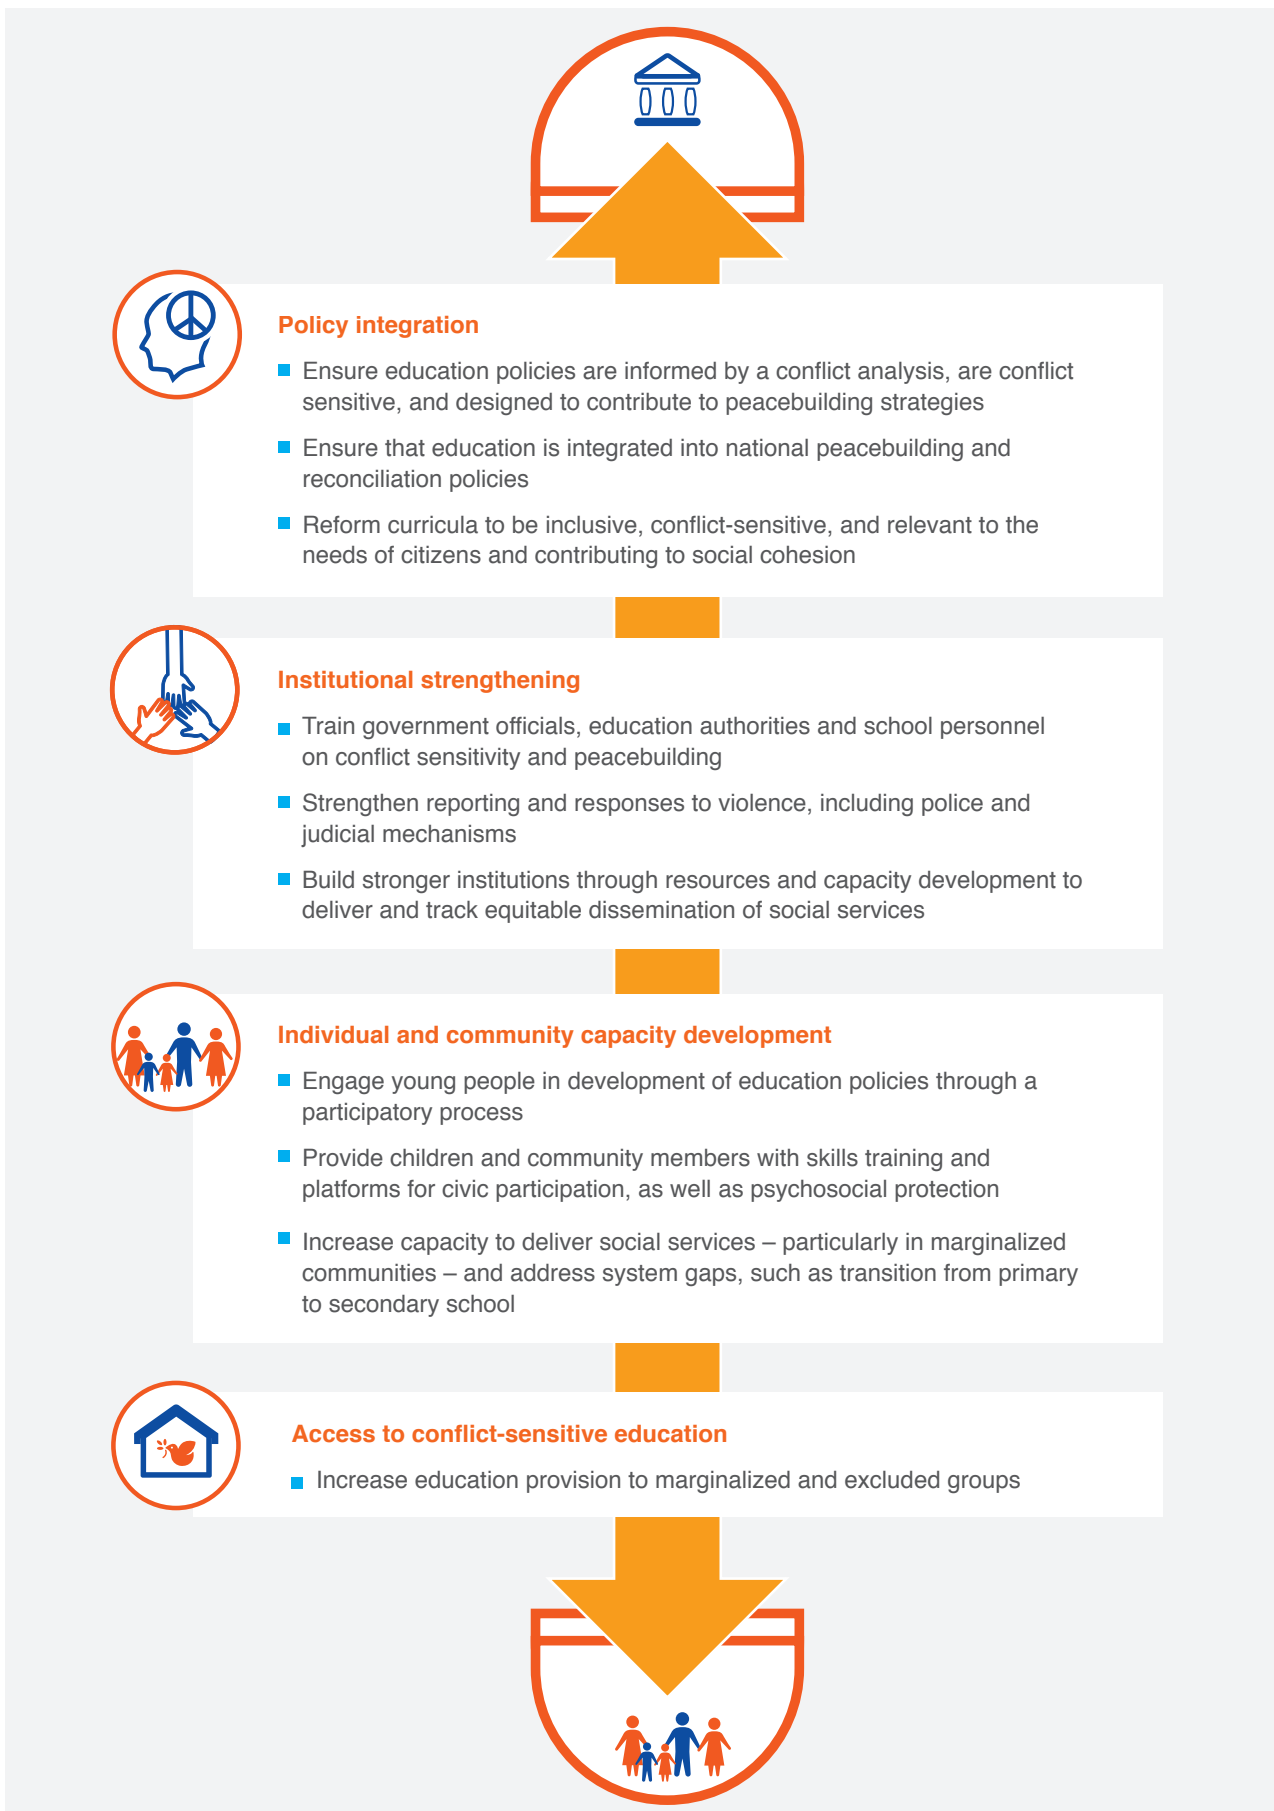 Policy integration
Ensure education policies are informed by a conflict analysis, are conflict
sensitive, and designed to contribute to peacebuilding strategies
Ensure that education is integrated into national peacebuilding and
reconciliation policies
Reform curricula to be inclusive, conflict-sensitive, and relevant to the
needs of citizens and contributing to social cohesion
Institutional strengthening
Train government officials, education authorities and school personnel
on conflict sensitivity and peacebuilding
Strengthen reporting and responses to violence, including police and
judicial mechanisms
Build stronger institutions through resources and capacity development to
deliver and track equitable dissemination of social services
Individual and community capacity development
Engage young people in development of education policies through a
participatory process
Provide children and community members with skills training and
platforms for civic participation, as well as psychosocial protection
Increase capacity to deliver social services – particularly in marginalized
communities – and address system gaps, such as transition from primary
to secondary school
Access to conflict-sensitive education
Increase education provision to marginalized and excluded groups